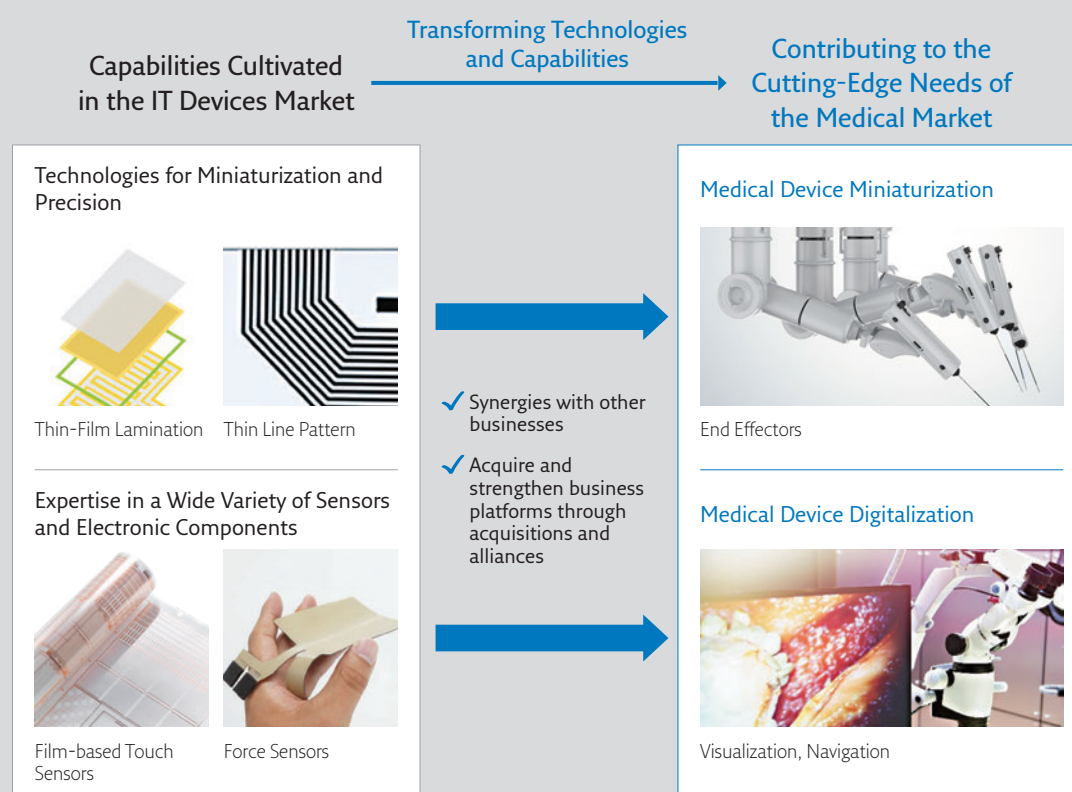 Capabilities Cultivated
in the IT Devices Market
Transforming Technologies
and Capabilities
Contributing to the
Cutting-Edge Needs of
the Medical Market
Technologies for Miniaturization and
Precision
Thin-Film Lamination
Thin Line Pattern
Expertise in a Wide Variety of Sensors
and Electronic Components
Film-based Touch
Sensors
Force Sensors
Synergies with other
businesses
Acquire and
strengthen business
platforms through
acquisitions and
alliances
Medical Device Miniaturization
End Effectors
Medical Device Digitalization
Visualization, Navigation